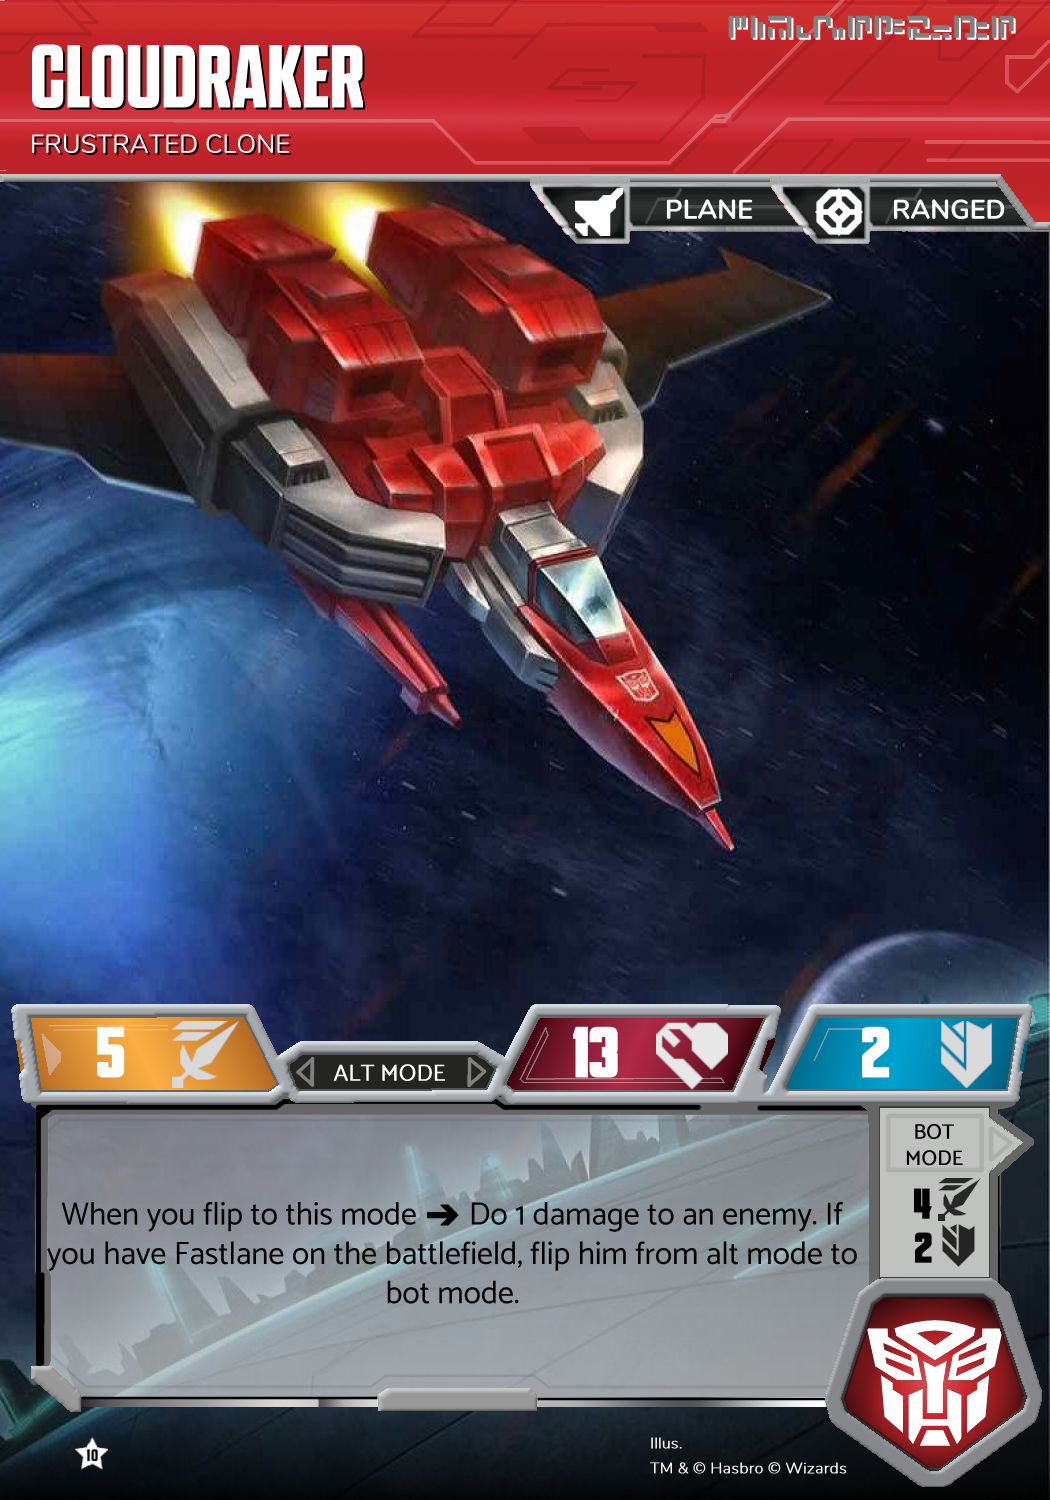 CLOUDRAKER
FRUSTRATED CLONE
PLANE
RANGED
5
ALT MODE
13
2
When you flip to this mode ➔ Do 1 damage to an enemy. If
you have Fastlane on the battlefield, flip him from alt mode to
bot mode.
BOT
MODE
4
2
10
Illus.
TM & © Hasbro © Wizards